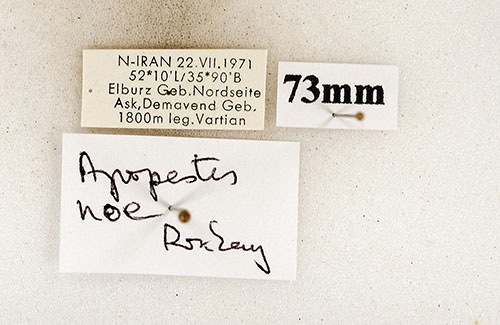 N-IRAN 22.VII.1971
52*10'L/35*90'B
Elburz Geb.Nordseite
Ask,Demavend Geb.
1800m leg.Vartian
73mm
Apopestes
noe
Ronkay